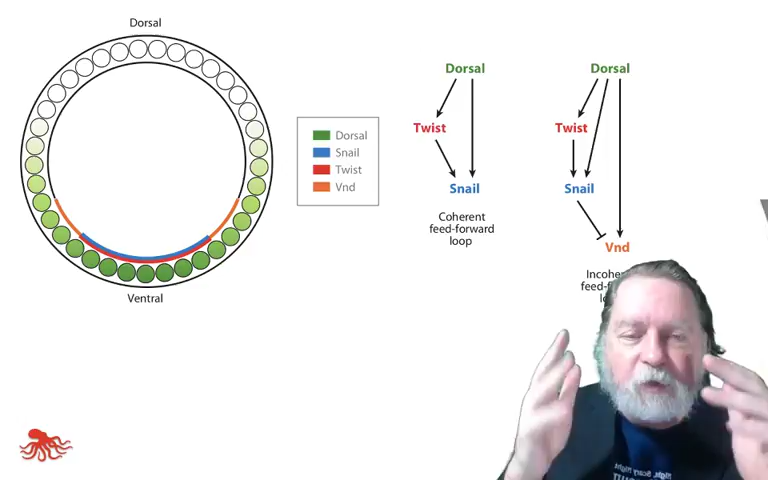 Dorsal
Ventral
Dorsal
Snail
Twist
Vnd
Dorsal
Twist
Snail
Coherent
feed-forward
loop
Dorsal
Twist
Snail
Vnd